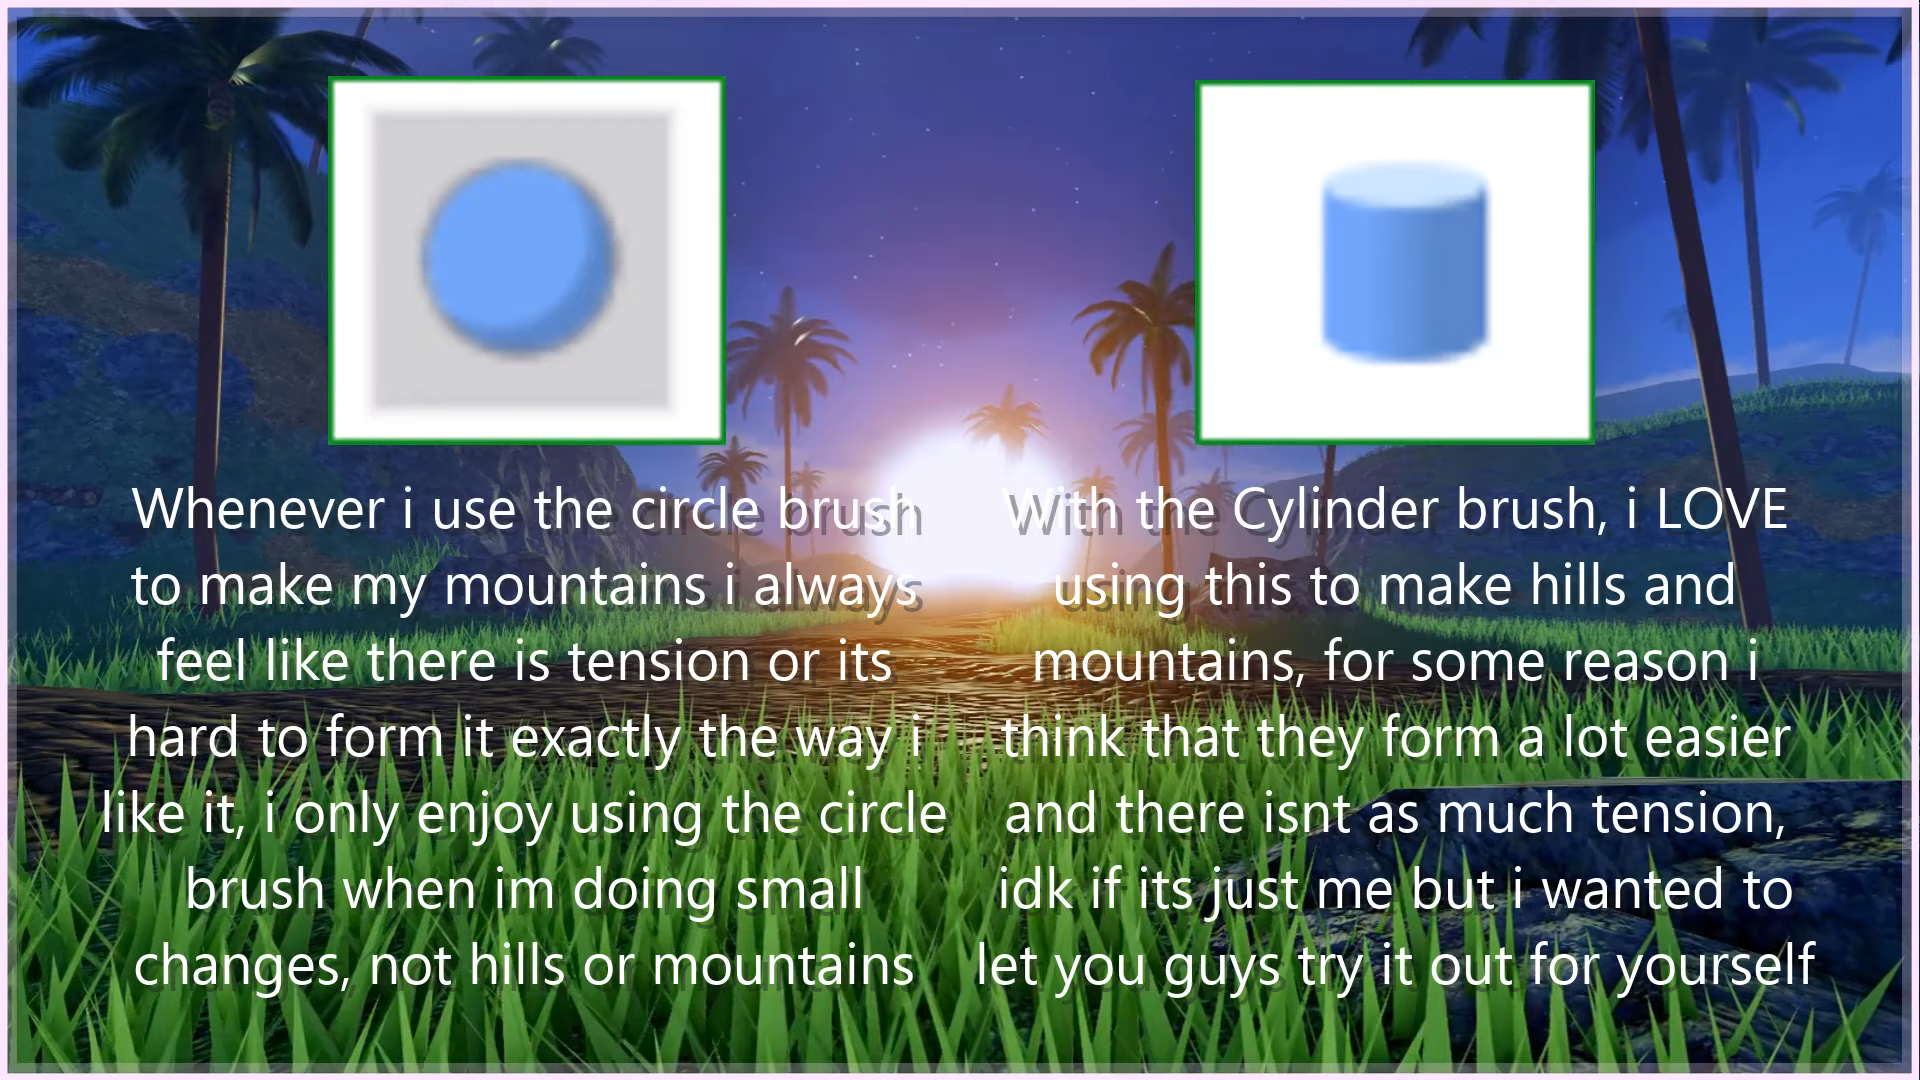 Whenever i use the circle brush
to make my mountains i always
feel like there is tension or its
hard to form it exactly the way i
like it, i only enjoy using the circle
brush when im doing small
changes, not hills or mountains
With the Cylinder brush, i LOVE
using this to make hills and
mountains, for some reason i
think that they form a lot easier
and there isnt as much tension,
idk if its just me but i wanted to
let you guys try it out for yourself